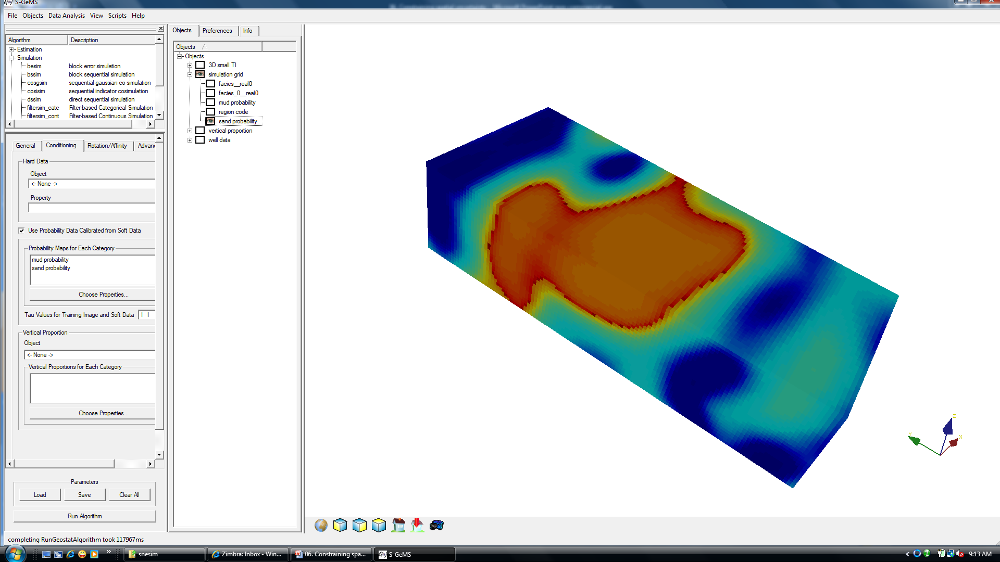 S-GeMS
File Objects Data Analysis View Scripts Help
Algorithm Description
Estimation
Simulation
besim block error simulation
bssim block sequential simulation
cosgsim sequential gaussian co-simulation
cosisim sequential indicator cosimulation
dssim direct sequential simulation
filtersim_cate Filter-based Categorical Simulation
filtersim_cont Filter-based Continuous Simulation
General Conditioning Rotation/Affinity Advanc
Hard Data
Object
<- None ->
Property
Use Probability Data Calibrated from Soft Data
Probability Maps for Each Category
mud probability
sand probability
Choose Properties...
Tau Values for Training Image and Soft Data 1 1
Vertical Proportion
Object
<- None ->
Vertical Proportions for Each Category
Choose Properties...
Parameters
Load Save Clear All
Run Algorithm
completing RunGeostatAlgorithm took 117967ms
Objects Preferences Info
Objects
Objects
3D small TI
simulation grid
facies__real0
facies_0__real0
mud probability
region code
sand probability
vertical proportion
well data
Z
Y
X
snesim
Zimbra: Inbox - Win...
06. Constraining spa...
S-GeMS
9:13 AM